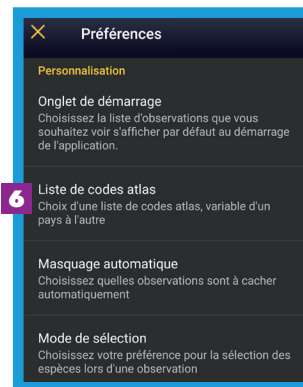 Préférences
Personnalisation
Onglet de démarrage
Choisissez la liste d'observations que vous
souhaitez voir s'afficher par défaut au démarrage
de l'application.
6
Liste de codes atlas
Choix d'une liste de codes atlas, variable d'un
pays à l'autre
Masquage automatique
Choisissez quelles observations sont à cacher
automatiquement
Mode de sélection
Choisissez votre préférence pour la sélection des
espèces lors d'une observation